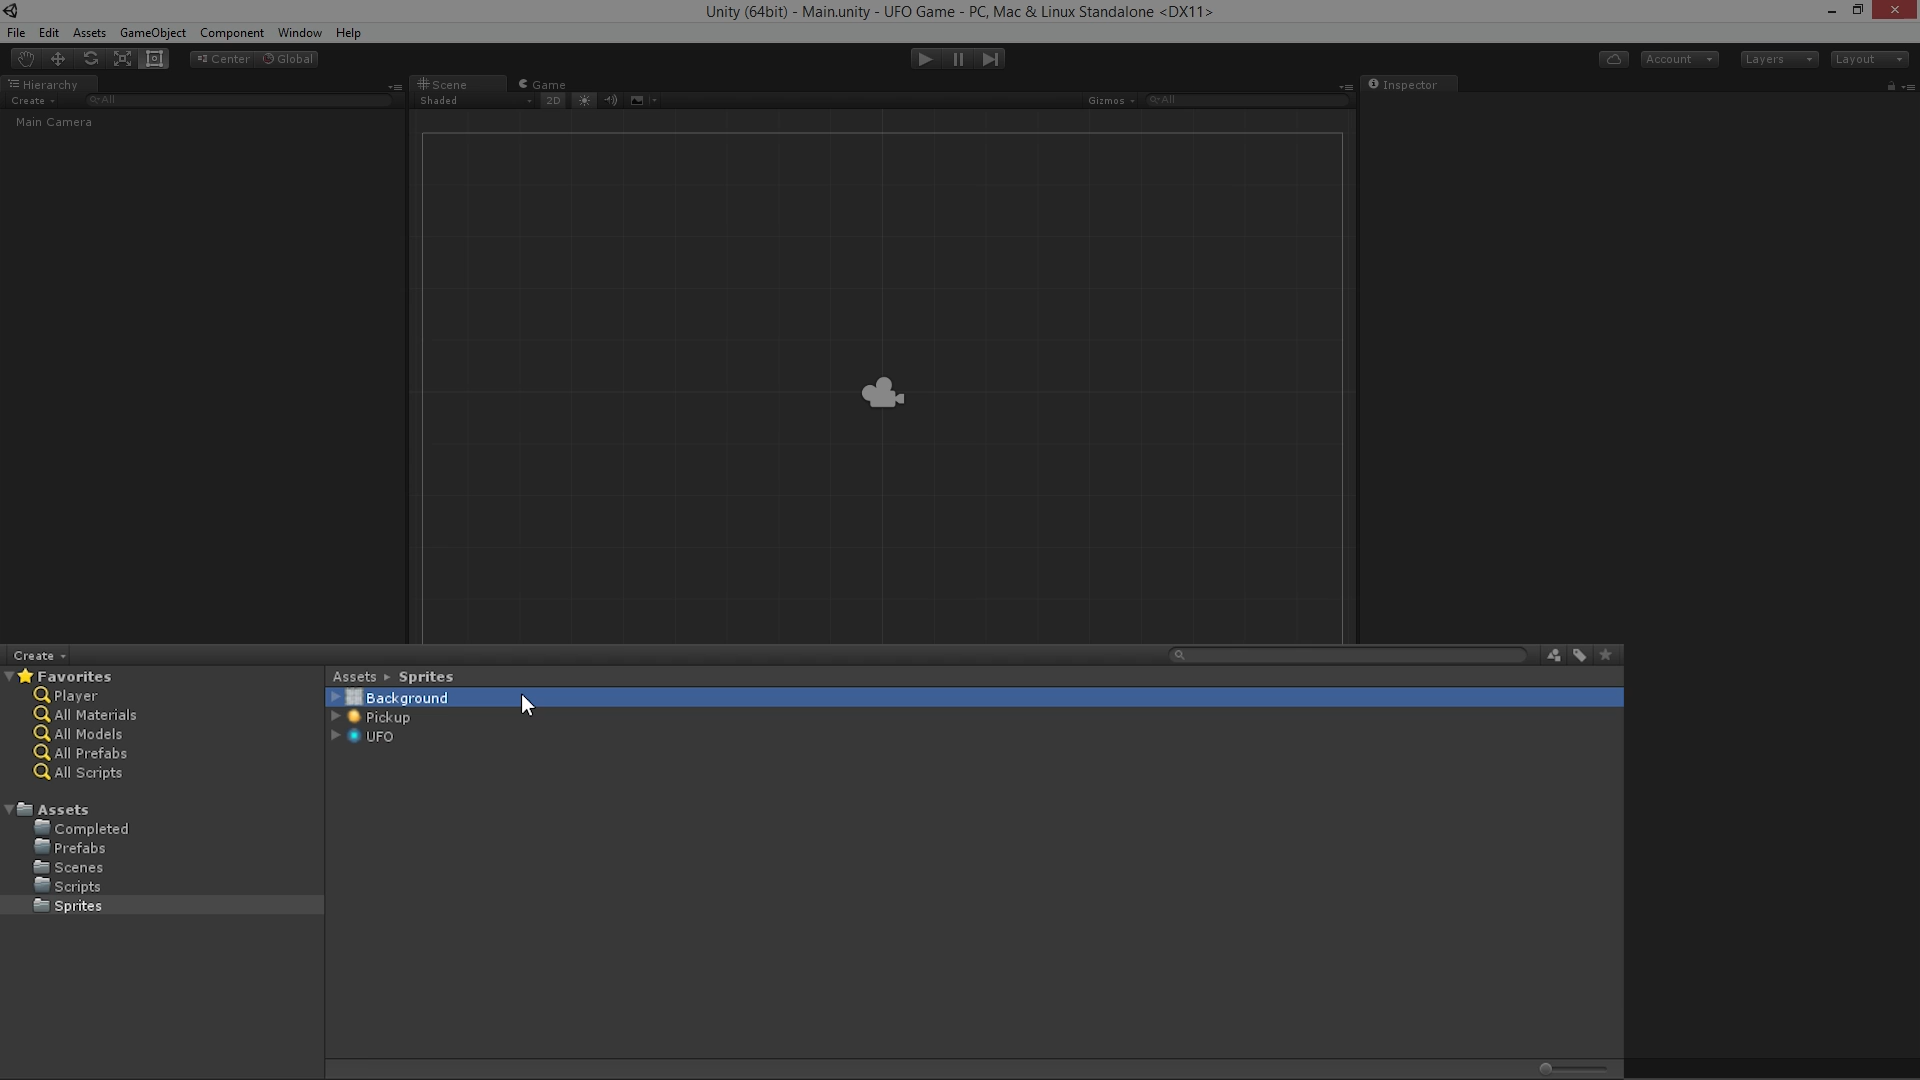 Unity (64bit) - Main.unity - UFO Game - PC, Mac & Linux Standalone <DX11>
File Edit Assets GameObject Component Window Help
Center Global Account Layers Layout
Hierarchy Scene Game Inspector
Create All Shaded 2D Gizmos All
Main Camera
Create
Favorites
Player
All Materials
All Models
All Prefabs
All Scripts
Assets
Completed
Prefabs
Scenes
Scripts
Sprites
Assets Sprites
Background
Pickup
UFO